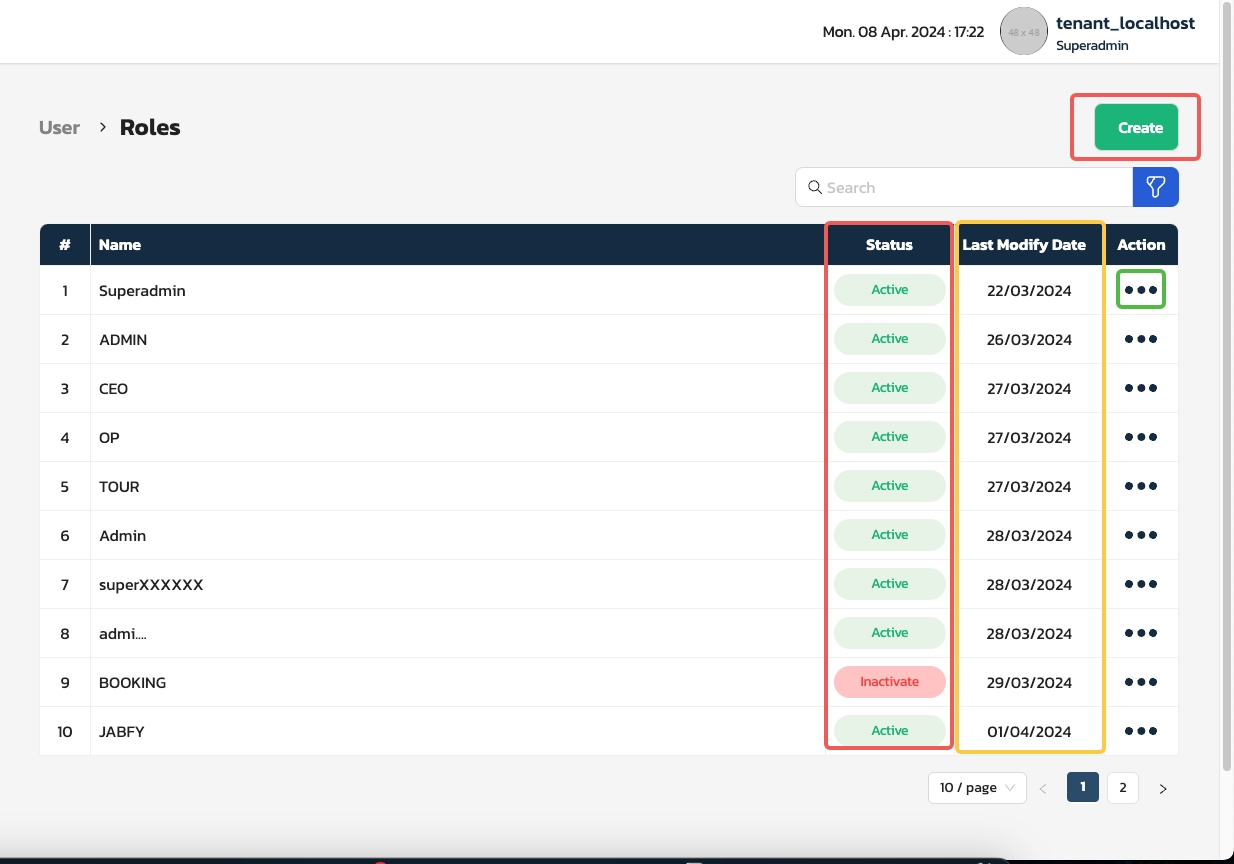 Mon. 08 Apr. 2024 : 17:22
48 x 48
tenant_localhost
Superadmin
User > Roles
Create
Search
# Name Status Last Modify Date Action
1 Superadmin Active 22/03/2024
2 ADMIN Active 26/03/2024
3 CEO Active 27/03/2024
4 OP Active 27/03/2024
5 TOUR Active 27/03/2024
6 Admin Active 28/03/2024
7 superXXXXXX Active 28/03/2024
8 admi.... Active 28/03/2024
9 BOOKING Inactivate 29/03/2024
10 JABFY Active 01/04/2024
10 / page < 1 2 >